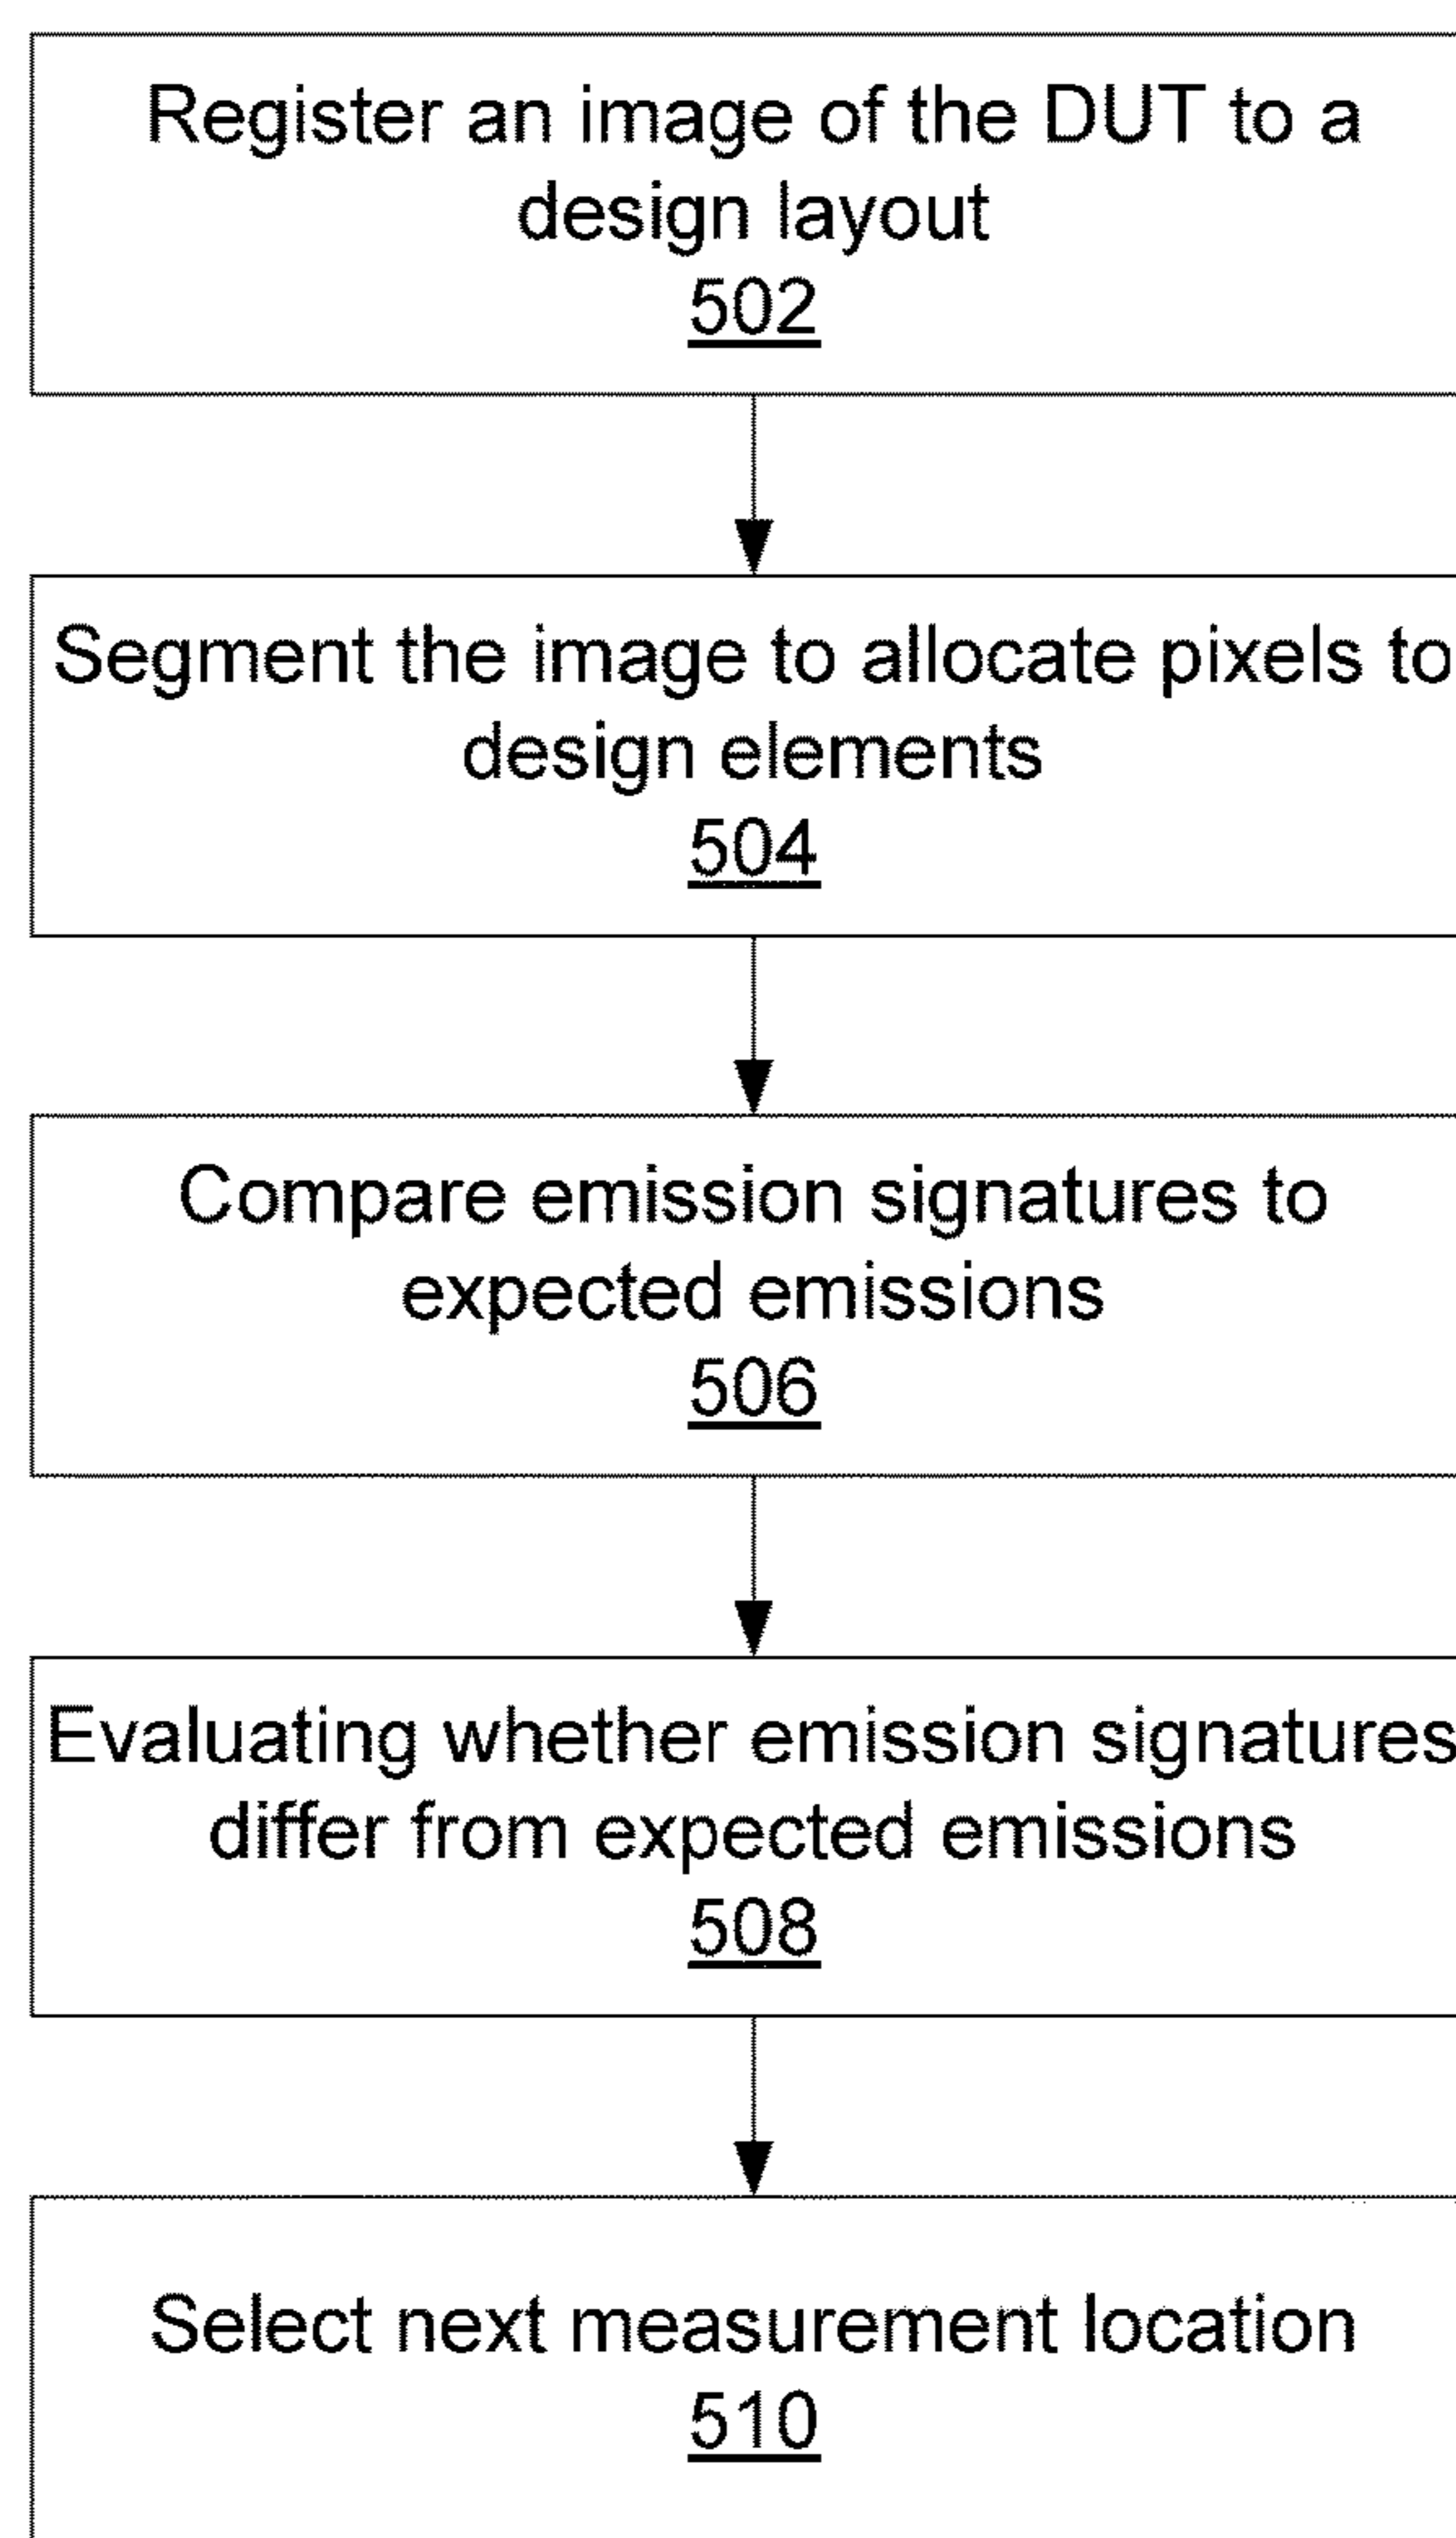 Register an image of the DUT to a
design layout
502
Segment the image to allocate pixels to
design elements
504
Compare emission signatures to
expected emissions
506
Evaluating whether emission signatures
differ from expected emissions
508
Select next measurement location
510